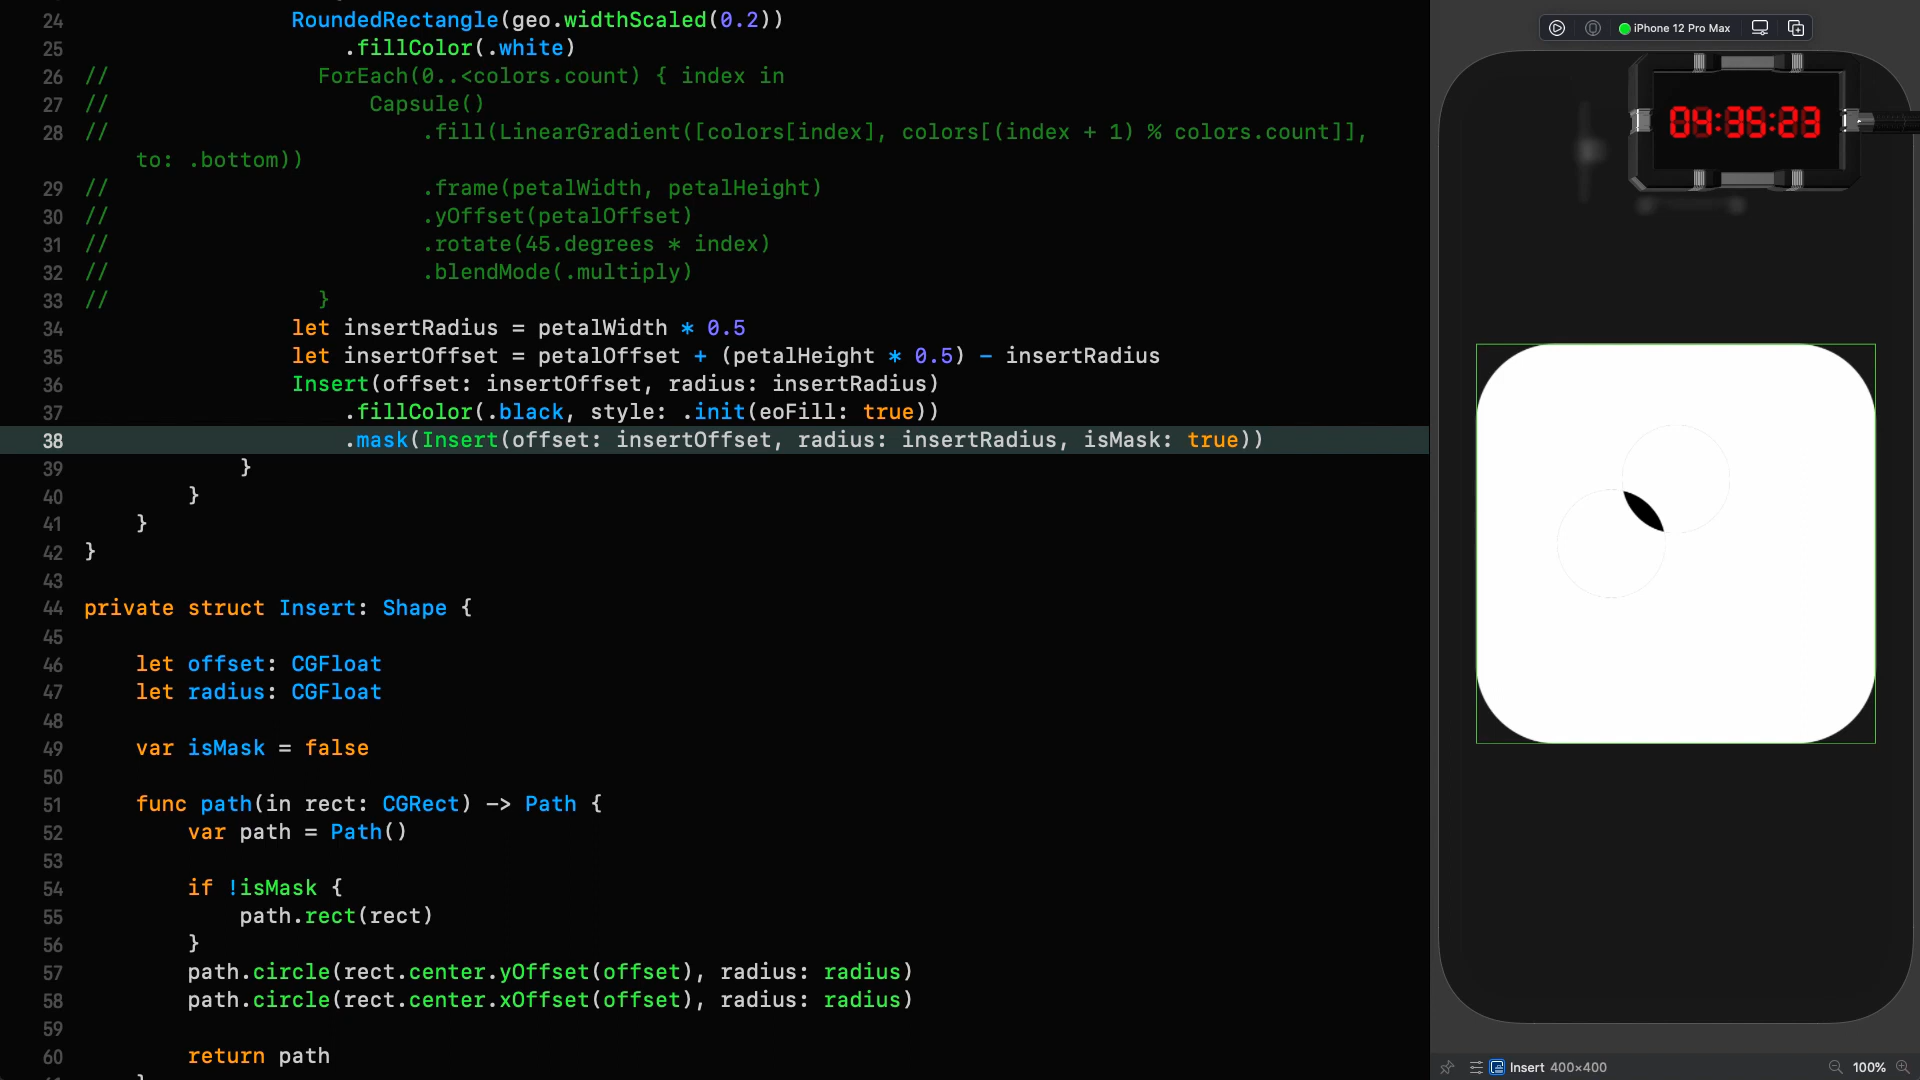 24 RoundedRectangle(geo.widthScaled(0.2))
25 .fillColor(.white)
26 // ForEach(0..<colors.count) { index in
27 // Capsule()
28 // .fill(LinearGradient([colors[index], colors[(index + 1) % colors.count]],
to: .bottom))
29 // .frame(petalWidth, petalHeight)
30 // .yOffset(petalOffset)
31 // .rotate(45.degrees * index)
32 // .blendMode(.multiply)
33 // }
34 let insertRadius = petalWidth * 0.5
35 let insertOffset = petalOffset + (petalHeight * 0.5) - insertRadius
36 Insert(offset: insertOffset, radius: insertRadius)
37 .fillColor(.black, style: .init(eoFill: true))
38 .mask(Insert(offset: insertOffset, radius: insertRadius, isMask: true))
39 }
40 }
41 }
42 }
43
44 private struct Insert: Shape {
45
46 let offset: CGFloat
47 let radius: CGFloat
48
49 var isMask = false
50
51 func path(in rect: CGRect) -> Path {
52 var path = Path()
53
54 if !isMask {
55 path.rect(rect)
56 }
57 path.circle(rect.center.yOffset(offset), radius: radius)
58 path.circle(rect.center.xOffset(offset), radius: radius)
59
60 return path
iPhone 12 Pro Max
04:35:23
Insert 400×400
100%